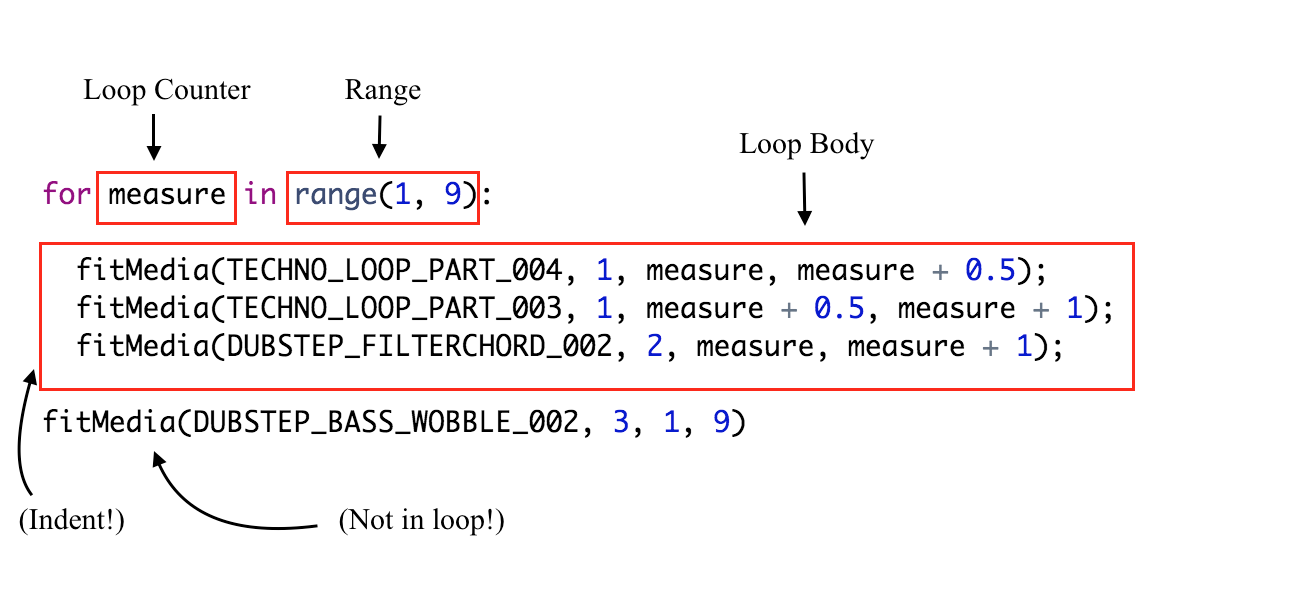 Loop Counter Range
Loop Body
for measure in range(1, 9):
fitMedia(TECHNO_LOOP_PART_004, 1, measure, measure + 0.5);
fitMedia(TECHNO_LOOP_PART_003, 1, measure + 0.5, measure + 1);
fitMedia(DUBSTEP_FILTERCHORD_002, 2, measure, measure + 1);
fitMedia(DUBSTEP_BASS_WOBBLE_002, 3, 1, 9)
(Indent!) (Not in loop!)